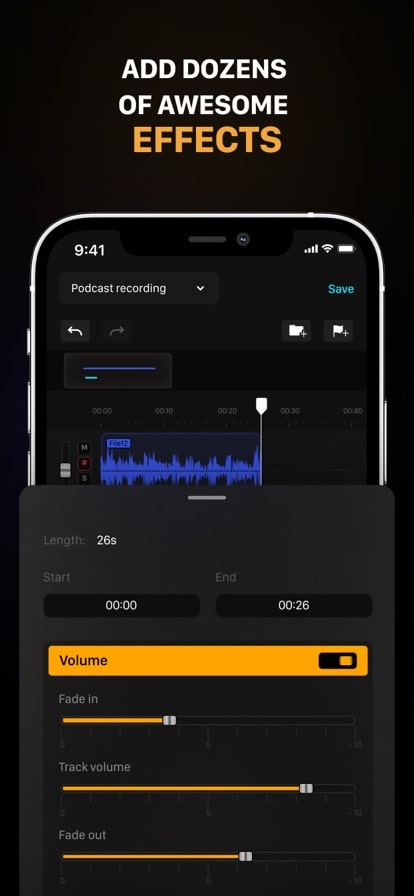 ADD DOZENS
OF AWESOME
EFFECTS
9:41
Podcast recording
Save
00:00 00:10 00:20 00:30 00:40
File12
M
R
S
Length: 26s
Start End
00:00 00:26
Volume
Fade in
0 5 10
Track volume
0 5 10
Fade out
0 5 10